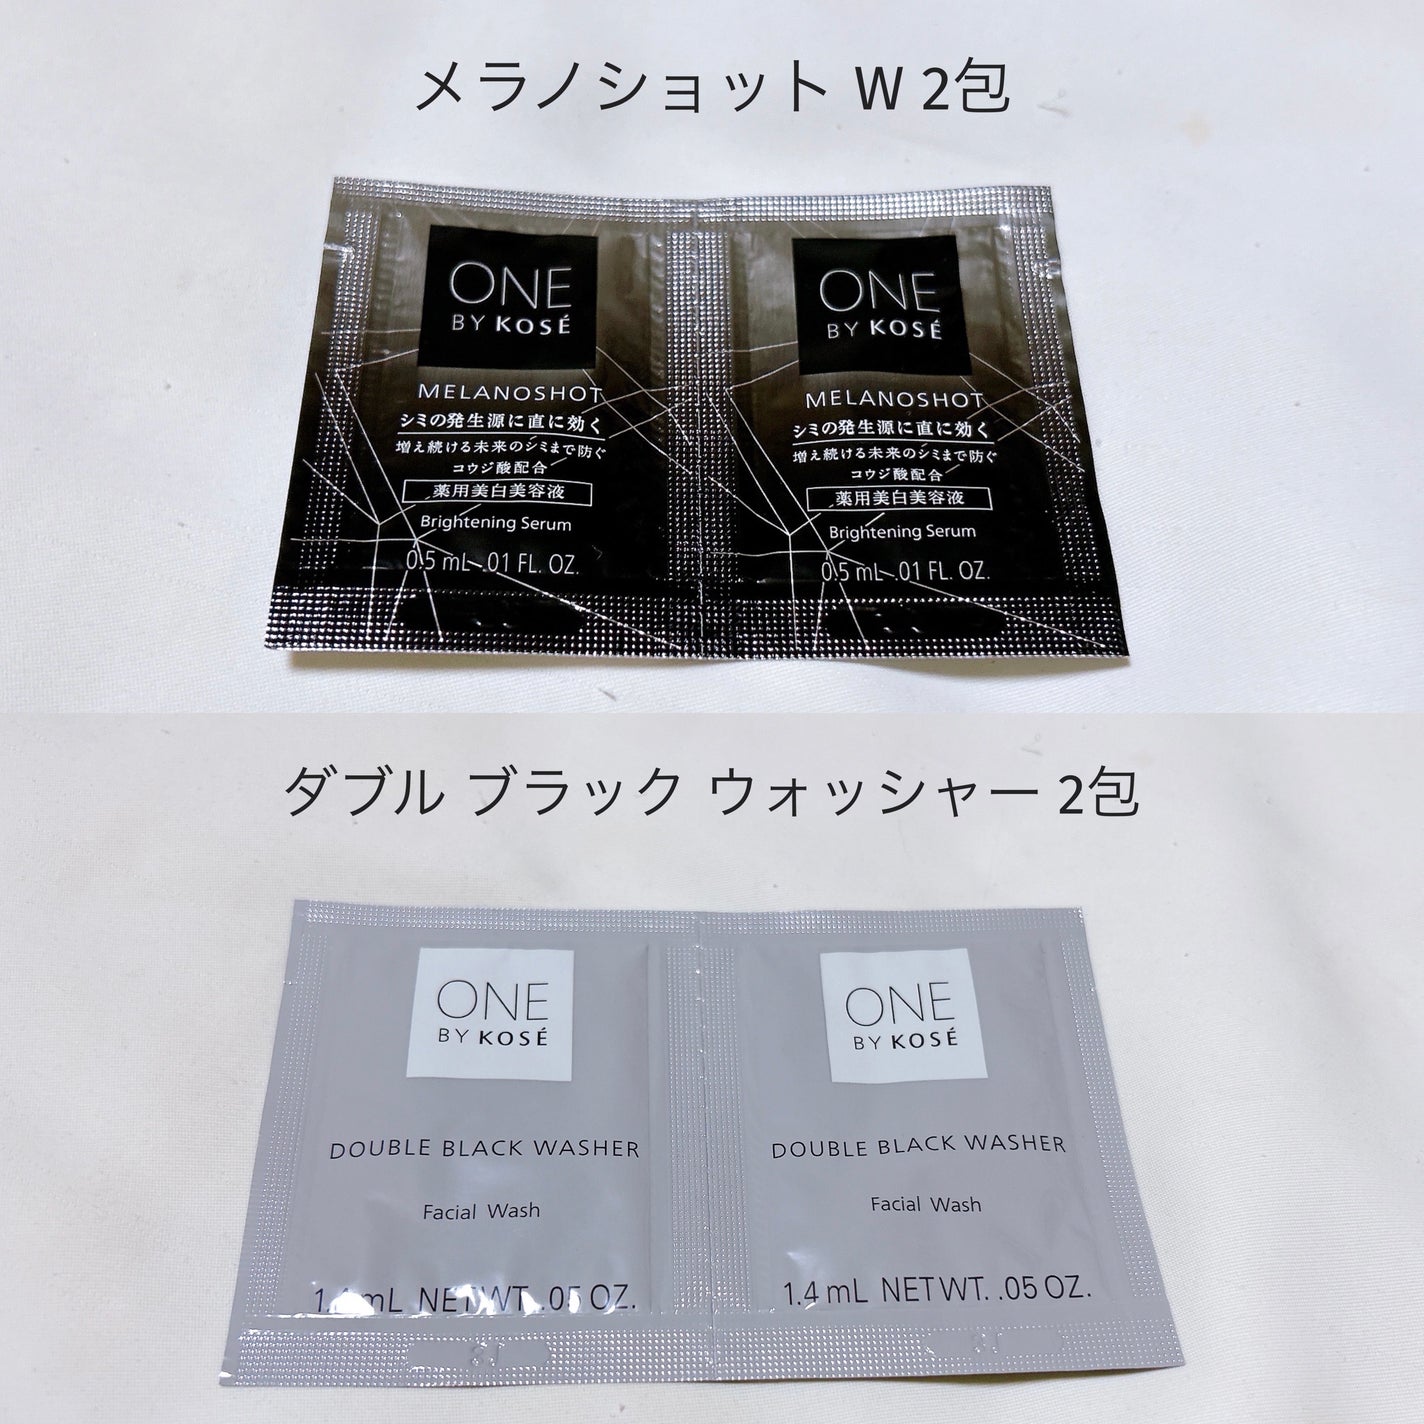 メラノショット W 2包
ONE
BY KOSÉ
MELANOSHOT
シミの発生源に直に効く
増え続ける未来のシミまで防ぐ
コウジ酸配合
薬用美白美容液
Brightening Serum
0.5 mL .01 FL. OZ.
ONE
BY KOSÉ
MELANOSHOT
シミの発生源に直に効く
増え続ける未来のシミまで防ぐ
コウジ酸配合
薬用美白美容液
Brightening Serum
0.5 mL .01 FL. OZ.
ダブル ブラック ウォッシャー 2包
ONE
BY KOSÉ
DOUBLE BLACK WASHER
Facial Wash
1.4 mL NET WT. .05 OZ.
ONE
BY KOSÉ
DOUBLE BLACK WASHER
Facial Wash
1.4 mL NET WT. .05 OZ.